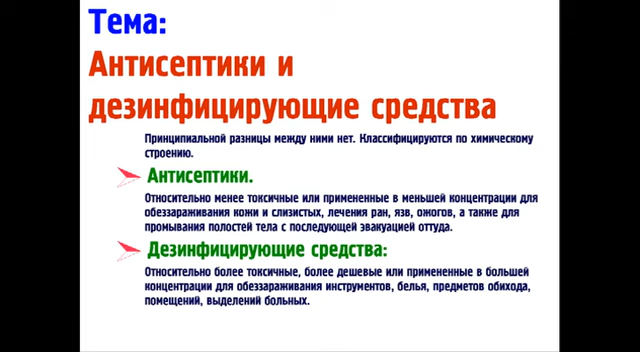 Тема:
Антисептики и
дезинфицирующие средства
Принципиальной разницы между ними нет. Классифицируются по химическому
строению.
Антисептики.
Относительно менее токсичные или примененные в меньшей концентрации для
обеззараживания кожи и слизистых, лечения ран, язв, ожогов, а также для
промывания полостей тела с последующей эвакуацией оттуда.
Дезинфицирующие средства:
Относительно более токсичные, более дешевые или примененные в большей
концентрации для обеззараживания инструментов, белья, предметов обихода,
помещений, выделений больных.